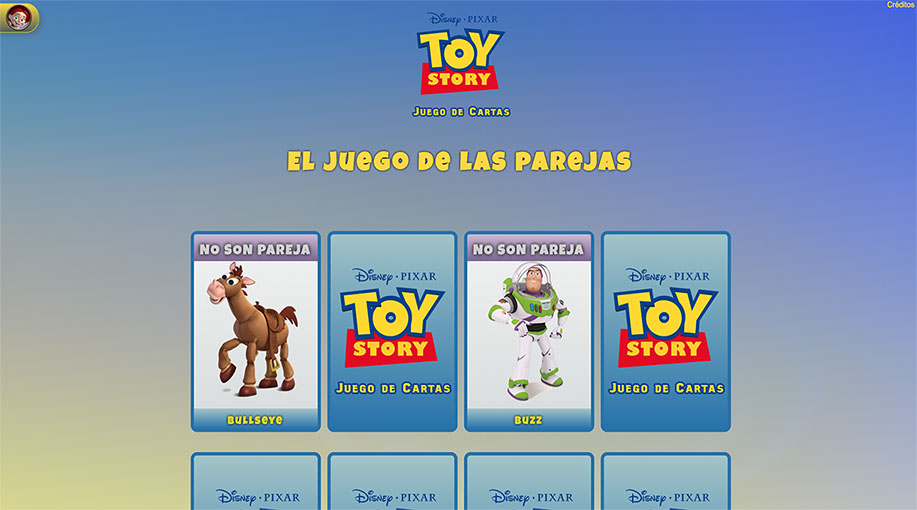 Créditos
Disney · PIXAR
TOY
STORY
Juego de Cartas
El juego de las parejas
NO SON PAREJA
Bullseye
Disney · PIXAR
TOY
STORY
Juego de Cartas
NO SON PAREJA
Buzz
Disney · PIXAR
TOY
STORY
Juego de Cartas
Disney · PIXAR
Disney · PIXAR
Disney · PIXAR
Disney · PIXAR